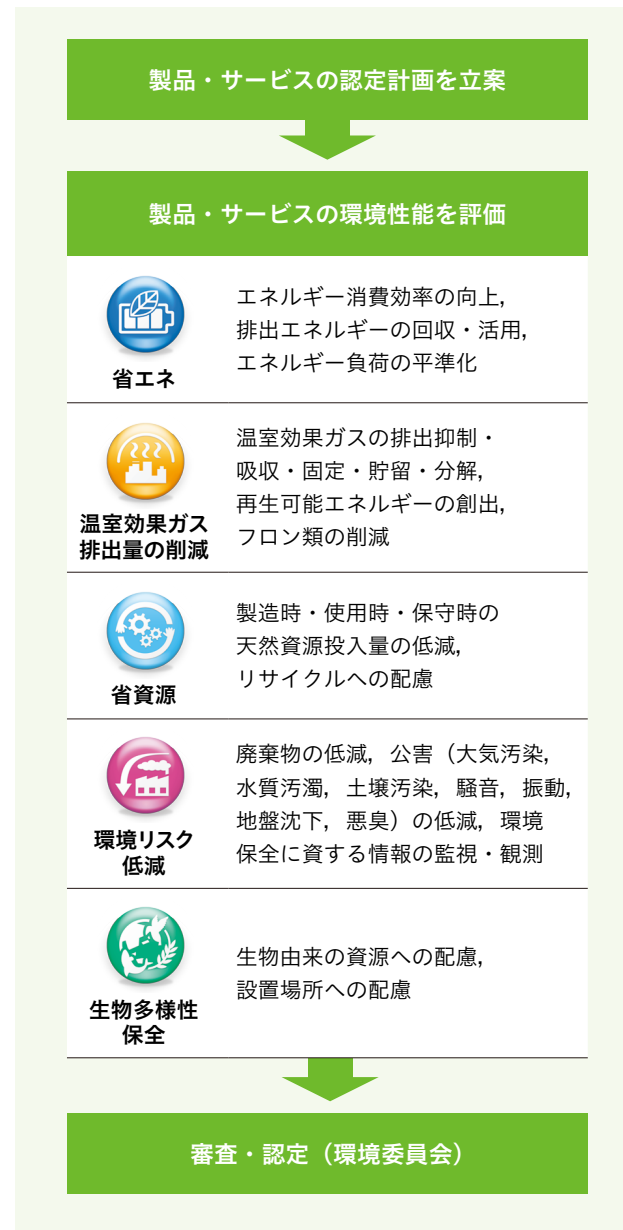 製品・サービスの認定計画を立案
製品・サービスの環境性能を評価
省エネ
エネルギー消費効率の向上，
排出エネルギーの回収・活用，
エネルギー負荷の平準化
温室効果ガス
排出量の削減
温室効果ガスの排出抑制・
吸収・固定・貯留・分解，
再生可能エネルギーの創出，
フロン類の削減
省資源
製造時・使用時・保守時の
天然資源投入量の低減，
リサイクルへの配慮
環境リスク
低減
廃棄物の低減，公害（大気汚染，
水質汚濁，土壌汚染，騒音，振動，
地盤沈下，悪臭）の低減，環境
保全に資する情報の監視・観測
生物多様性
保全
生物由来の資源への配慮，
設置場所への配慮
審査・認定（環境委員会）